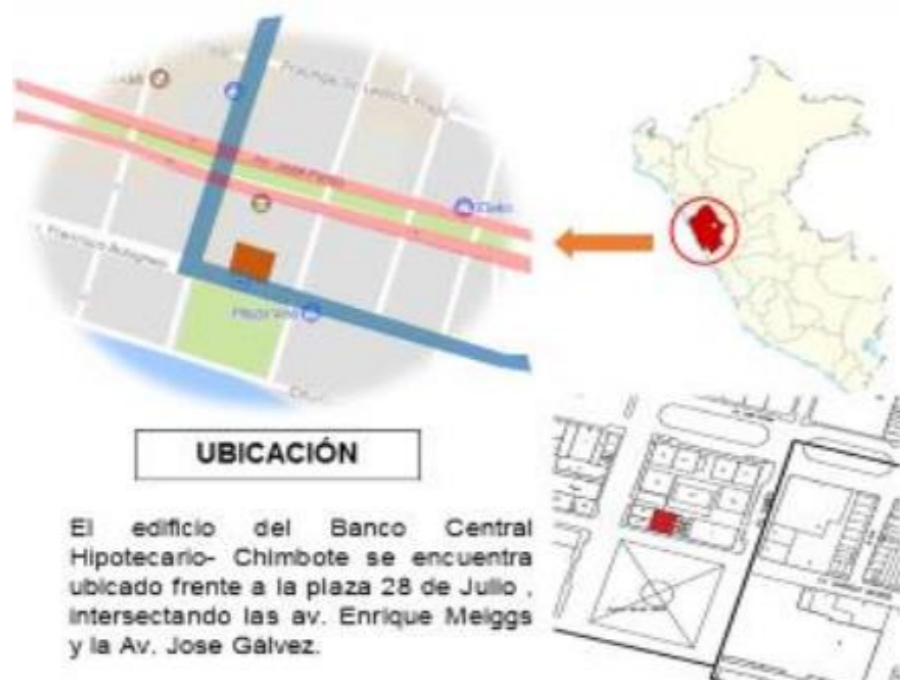 Av. José Pardo
UBICACIÓN
El edificio del Banco Central
Hipotecario- Chimbote se encuentra
ubicado frente a la plaza 28 de Julio ,
intersectando las av. Enrique Meiggs
y la Av. Jose Gálvez.